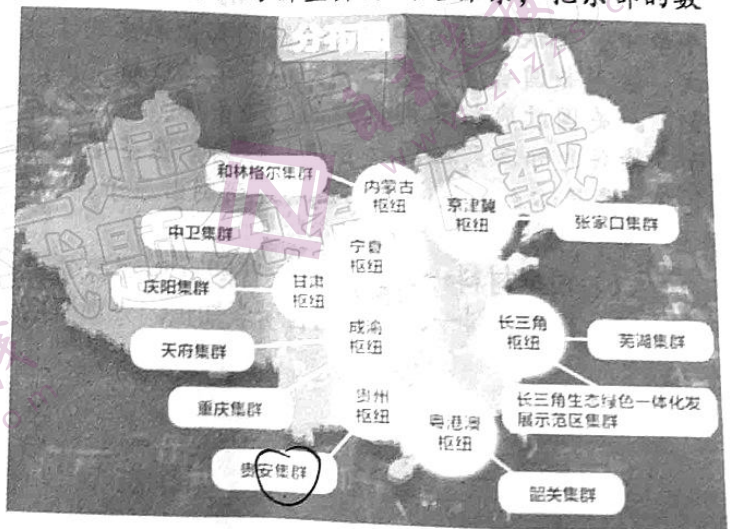 把东部的数
分布图
和林格尔集群
内蒙古
枢纽
京津冀
枢纽
张家口集群
中卫集群
宁夏
枢纽
庆阳集群
甘肃
枢纽
天府集群
成渝
枢纽
长三角
枢纽
芜湖集群
重庆集群
贵州
枢纽
长三角生态绿色一体化发
展示范区集群
粤港澳
枢纽
贵安集群
韶关集群